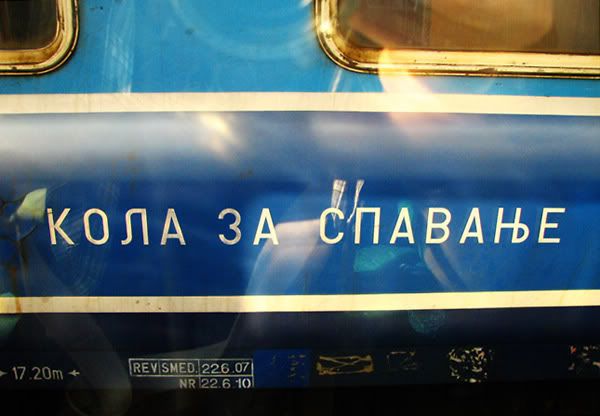 КОЛА ЗА СПАВАЊЕ
17.20m
REV SMED. 22.6.07
NR 22.6.10